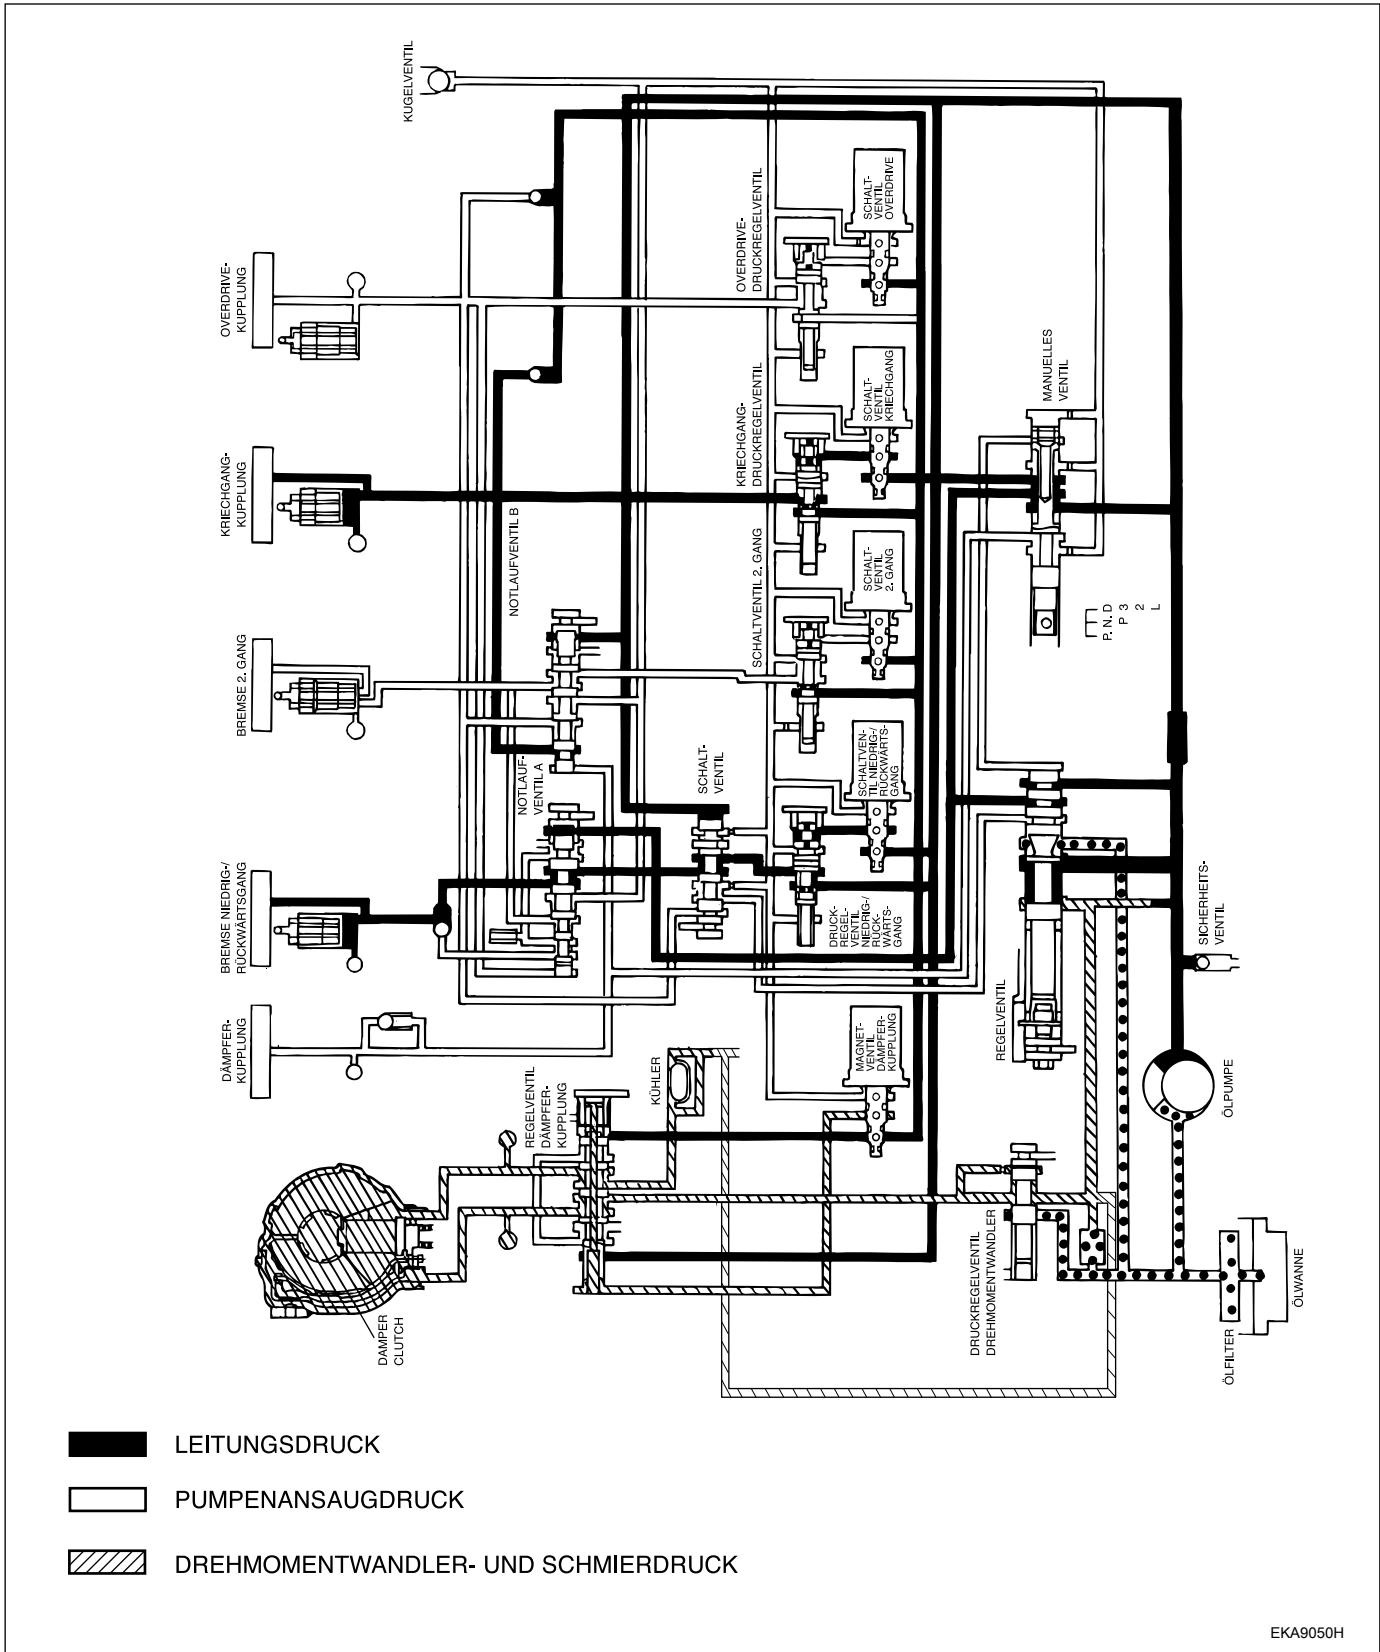 KUGELVENTIL
OVERDRIVE-
KUPPLUNG
KRIECHGANG-
KUPPLUNG
BREMSE 2. GANG
BREMSE NIEDRIG-/
RÜCKWÄRTSGANG
DÄMPFER-
KUPPLUNG
DAMPER
CLUTCH
NOTLAUFVENTIL B
NOTLAUF-
VENTIL A
REGELVENTIL
DÄMPFER-
KUPPLUNG
KÜHLER
SCHALT-
VENTIL
OVERDRIVE-
DRUCKREGELVENTIL
KRIECHGANG-
DRUCKREGELVENTIL
SCHALTVENTIL 2. GANG
DRUCK-
REGEL-
VENTIL
NIEDRIG-/
RÜCK-
WÄRTS-
GANG
SCHALT-
VENTIL
OVERDRIVE
SCHALT-
VENTIL
KRIECHGANG
SCHALT-
VENTIL
2. GANG
SCHALTVEN-
TIL NIEDRIG-/
RÜCKWÄRTS-
GANG
MAGNET-
VENTIL
DÄMPFER-
KUPPLUNG
MANUELLES
VENTIL
P. N. D
P 3
2
L
REGELVENTIL
SICHERHEITS-
VENTIL
ÖLPUMPE
DRUCKREGELVENTIL
DREHMOMENTWANDLER
ÖLFILTER
ÖLWANNE
LEITUNGSDRUCK
PUMPENANSAUGDRUCK
DREHMOMENTWANDLER- UND SCHMIERDRUCK
EKA9050H